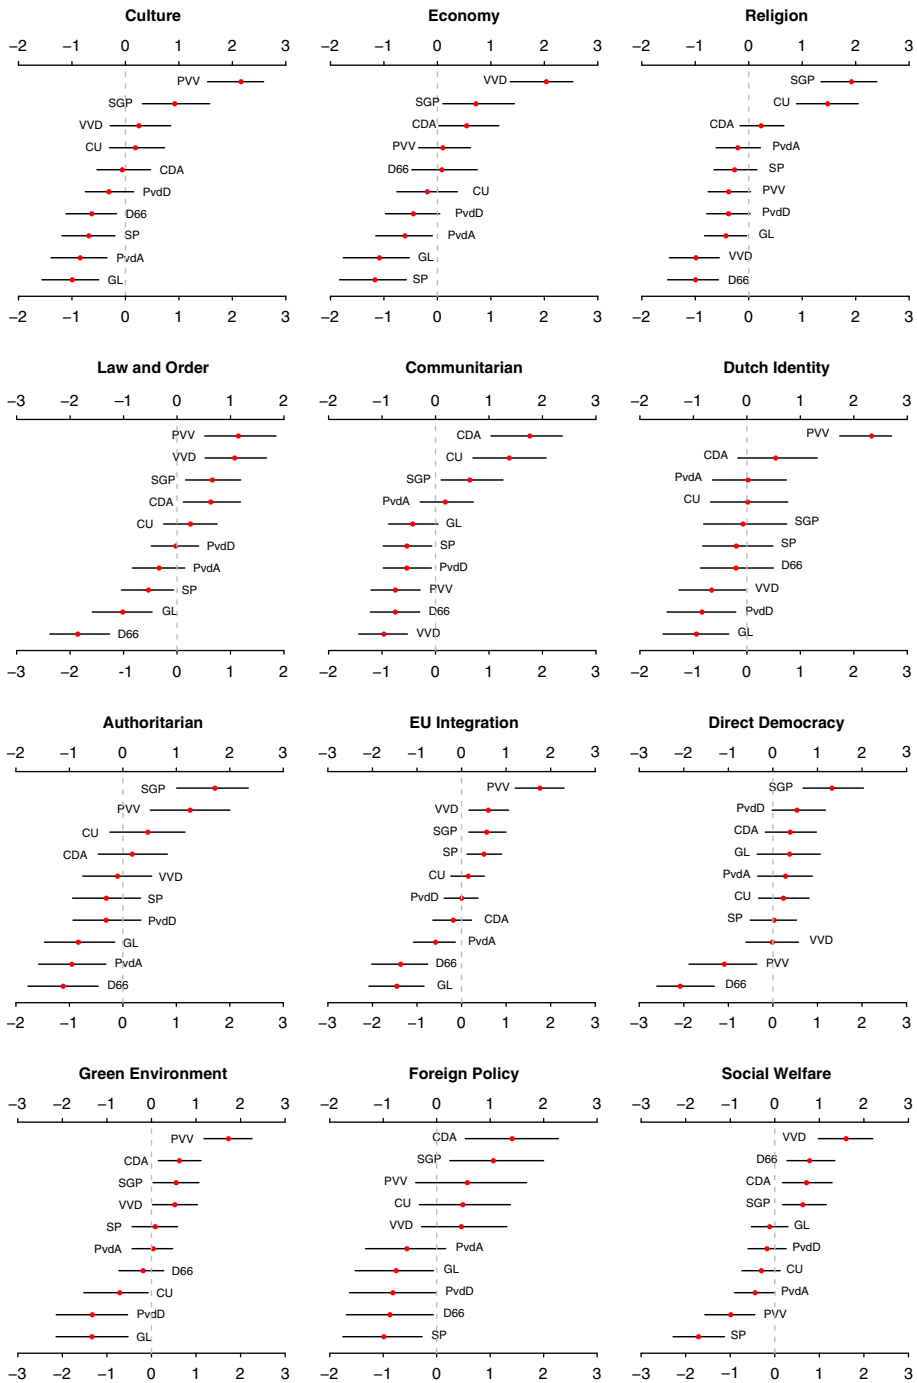 Culture
−2 −1 0 1 2 3
PVV
SGP
VVD
CU
CDA
PvdD
D66
SP
PvdA
GL
−2 −1 0 1 2 3
Economy
−2 −1 0 1 2 3
VVD
SGP
CDA
PVV
D66
CU
PvdD
PvdA
GL
SP
−2 −1 0 1 2 3
Religion
−2 −1 0 1 2 3
SGP
CU
CDA
PvdA
SP
PVV
PvdD
GL
VVD
D66
−2 −1 0 1 2 3
Law and Order
−3 −2 −1 0 1 2
PVV
VVD
SGP
CDA
CU
PvdD
PvdA
SP
GL
D66
−3 −2 −1 0 1 2
Communitarian
−2 −1 0 1 2 3
CDA
CU
SGP
PvdA
GL
SP
PvdD
PVV
D66
VVD
−2 −1 0 1 2 3
Dutch Identity
−2 −1 0 1 2 3
PVV
CDA
PvdA
CU
SGP
SP
D66
VVD
PvdD
GL
−2 −1 0 1 2 3
Authoritarian
−2 −1 0 1 2 3
SGP
PVV
CU
CDA
VVD
SP
PvdD
GL
PvdA
D66
−2 −1 0 1 2 3
EU Integration
−3 −2 −1 0 1 2 3
PVV
VVD
SGP
SP
CU
PvdD
CDA
PvdA
D66
GL
−3 −2 −1 0 1 2 3
Direct Democracy
−3 −2 −1 0 1 2 3
SGP
PvdD
CDA
GL
PvdA
CU
SP
VVD
PVV
D66
−3 −2 −1 0 1 2 3
Green Environment
−3 −2 −1 0 1 2 3
PVV
CDA
SGP
VVD
SP
PvdA
D66
CU
PvdD
GL
−3 −2 −1 0 1 2 3
Foreign Policy
−2 −1 0 1 2 3
CDA
SGP
PVV
CU
VVD
PvdA
GL
PvdD
D66
SP
−2 −1 0 1 2 3
Social Welfare
−3 −2 −1 0 1 2 3
VVD
D66
CDA
SGP
GL
PvdD
CU
PvdA
PVV
SP
−3 −2 −1 0 1 2 3